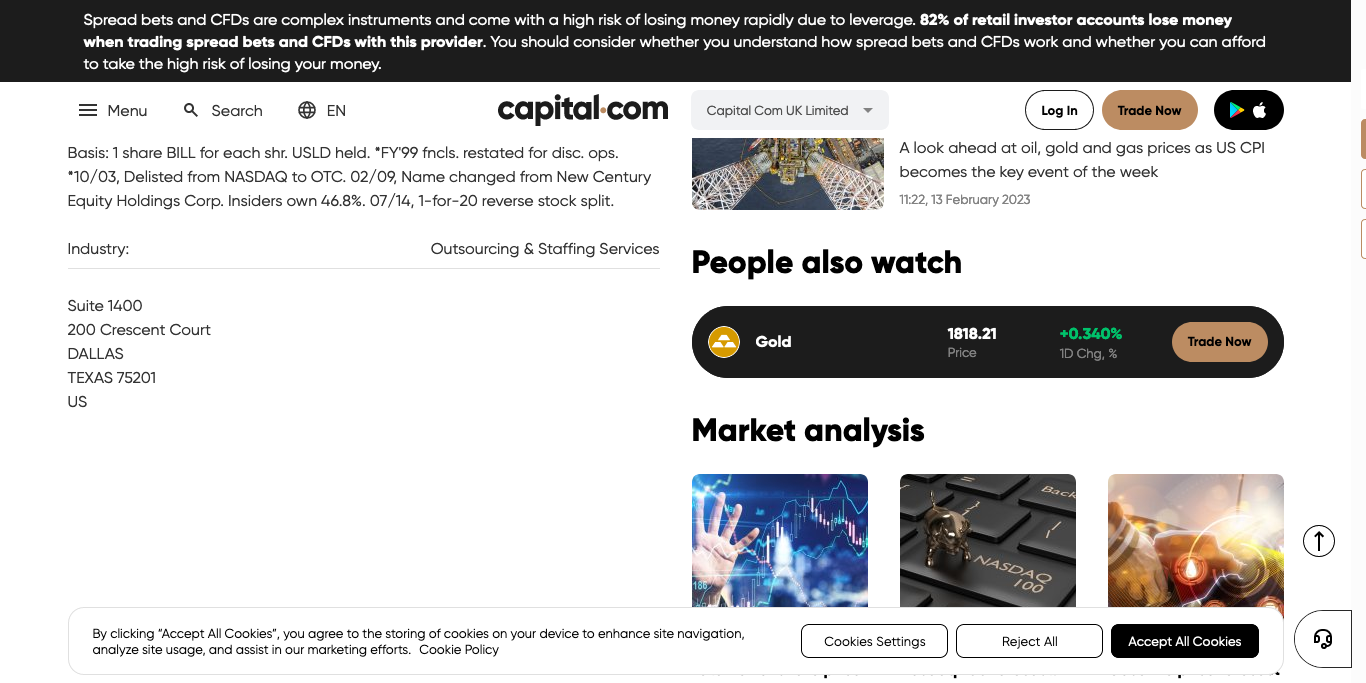 Spread bets and CFDs are complex instruments and come with a high risk of losing money rapidly due to leverage. 82% of retail investor accounts lose money
when trading spread bets and CFDs with this provider. You should consider whether you understand how spread bets and CFDs work and whether you can afford
to take the high risk of losing your money.
Menu
Search
EN
capital.com
Capital Com UK Limited
Log In
Trade Now
Basis: 1 share BILL for each shr. USLD held. *FY'99 fncls. restated for disc. ops.
*10/03, Delisted from NASDAQ to OTC. 02/09, Name changed from New Century
Equity Holdings Corp. Insiders own 46.8%. 07/14, 1-for-20 reverse stock split.
Industry: Outsourcing & Staffing Services
Suite 1400
200 Crescent Court
DALLAS
TEXAS 75201
US
A look ahead at oil, gold and gas prices as US CPI
becomes the key event of the week
11:22, 13 February 2023
People also watch
Gold
1818.21
Price
+0.340%
1D Chg, %
Trade Now
Market analysis
186
Back
NASDAQ
100
By clicking “Accept All Cookies”, you agree to the storing of cookies on your device to enhance site navigation,
analyze site usage, and assist in our marketing efforts. Cookie Policy
Cookies Settings
Reject All
Accept All Cookies